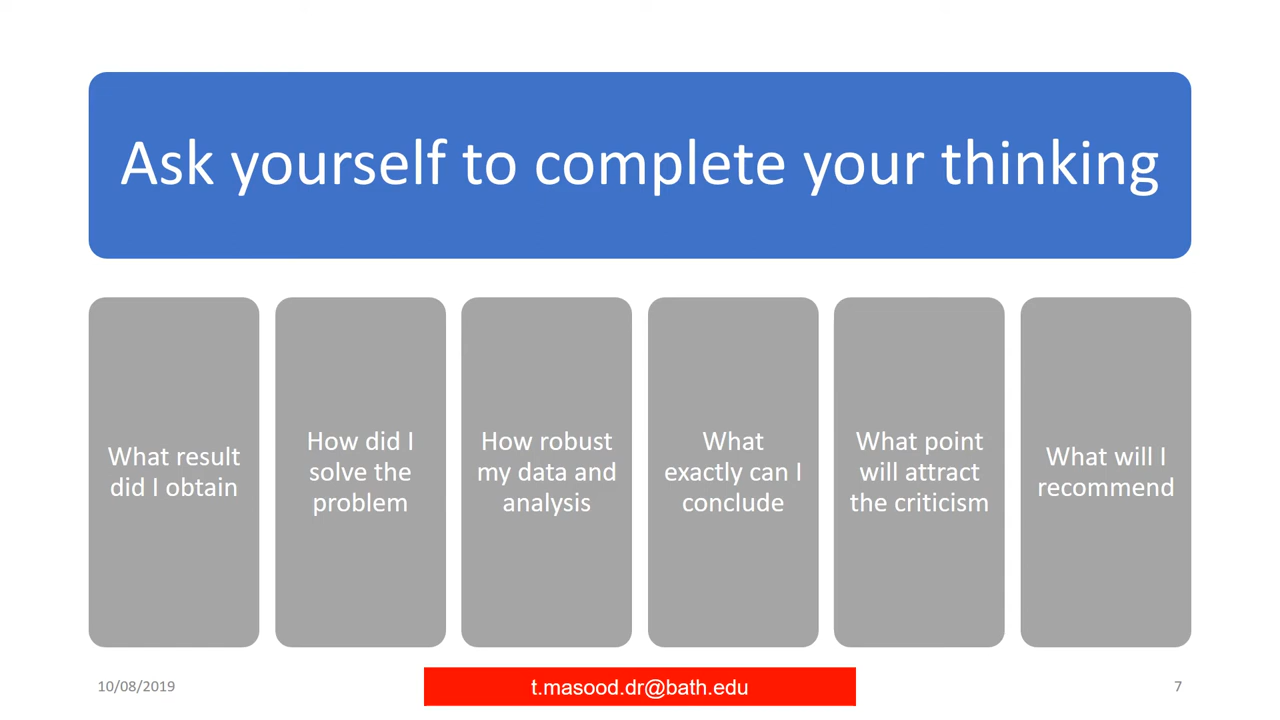 Ask yourself to complete your thinking
What result
did I obtain
How did I
solve the
problem
How robust
my data and
analysis
What
exactly can I
conclude
What point
will attract
the criticism
What will I
recommend
10/08/2019
t.masood.dr@bath.edu
7